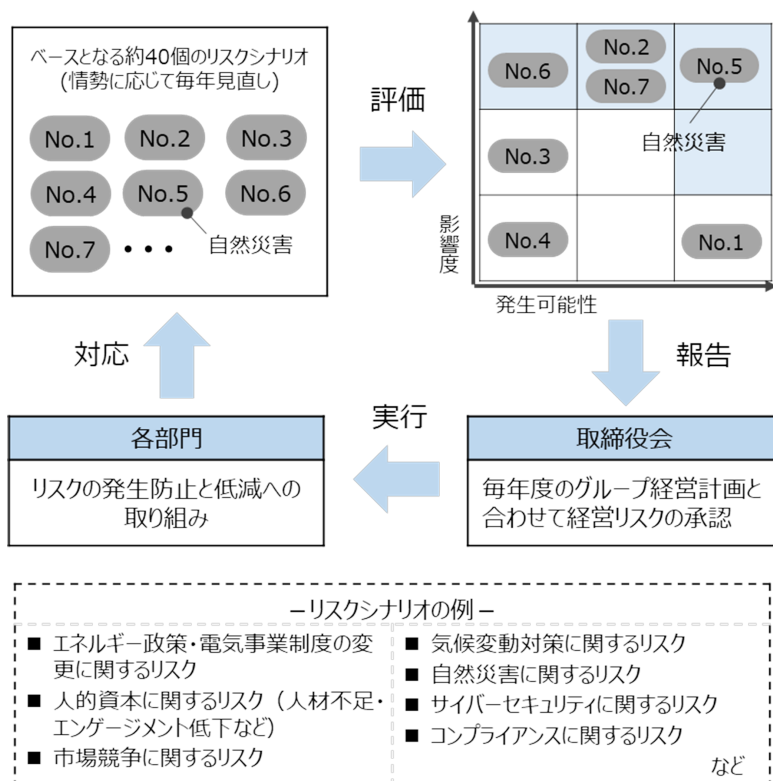 ベースとなる約40個のリスクシナリオ
(情勢に応じて毎年見直し)
No.1
No.2
No.3
No.4
No.5
No.6
No.7
・・・
自然災害
評価
No.6
No.2
No.7
No.5
自然災害
No.3
No.4
No.1
影響度
発生可能性
対応
報告
各部門
リスクの発生防止と低減への
取り組み
実行
取締役会
毎年度のグループ経営計画と
合わせて経営リスクの承認
－リスクシナリオの例－
■ エネルギー政策・電気事業制度の変
更に関するリスク
■ 人的資本に関するリスク（人材不足・
エンゲージメント低下など）
■ 市場競争に関するリスク
■ 気候変動対策に関するリスク
■ 自然災害に関するリスク
■ サイバーセキュリティに関するリスク
■ コンプライアンスに関するリスク
など